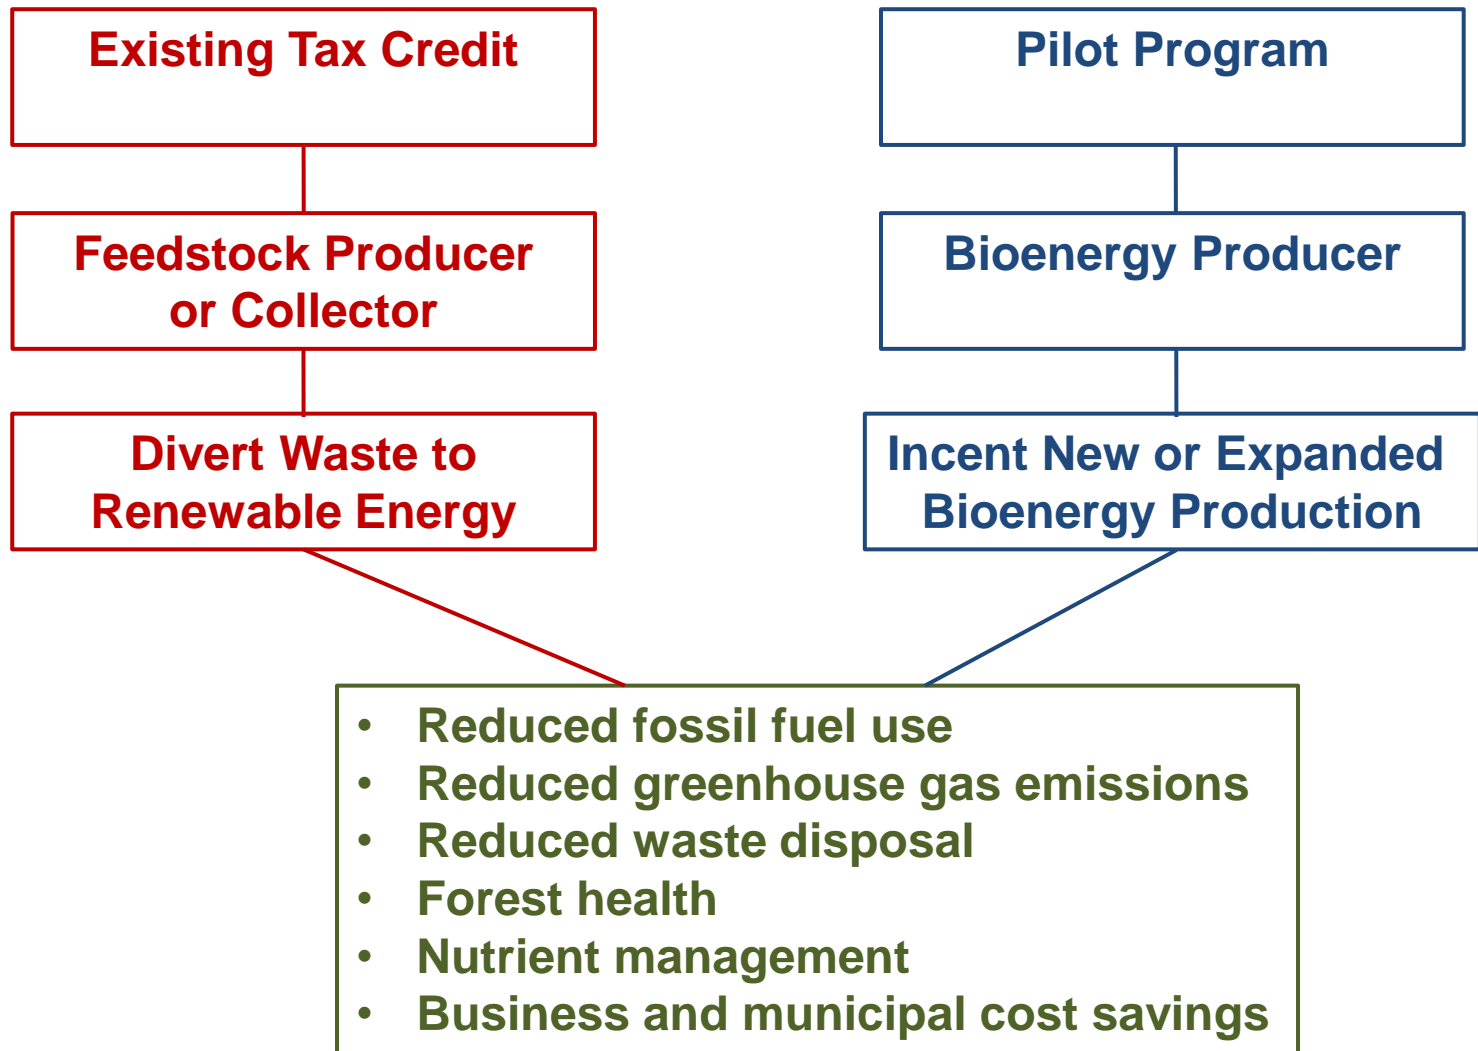 Existing Tax Credit
Pilot Program
Feedstock Producer
or Collector
Bioenergy Producer
Divert Waste to
Renewable Energy
Incent New or Expanded
Bioenergy Production
• Reduced fossil fuel use
• Reduced greenhouse gas emissions
• Reduced waste disposal
• Forest health
• Nutrient management
• Business and municipal cost savings